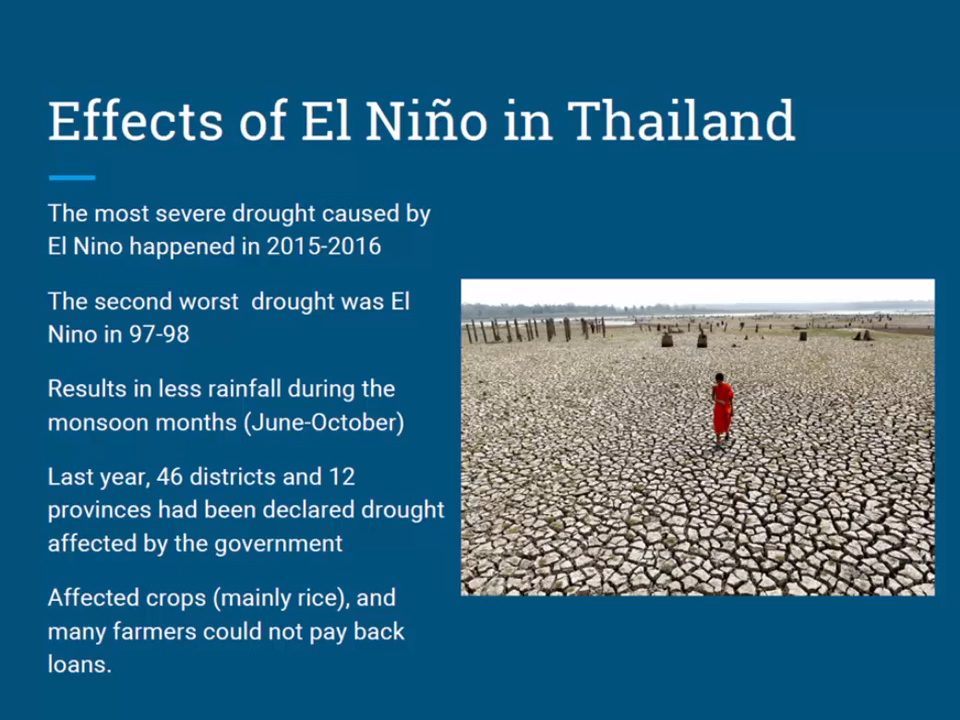 Effects of El Niño in Thailand
The most severe drought caused by
El Nino happened in 2015-2016
The second worst  drought was El
Nino in 97-98
Results in less rainfall during the
monsoon months (June-October)
Last year, 46 districts and 12
provinces had been declared drought
affected by the government
Affected crops (mainly rice), and
many farmers could not pay back
loans.